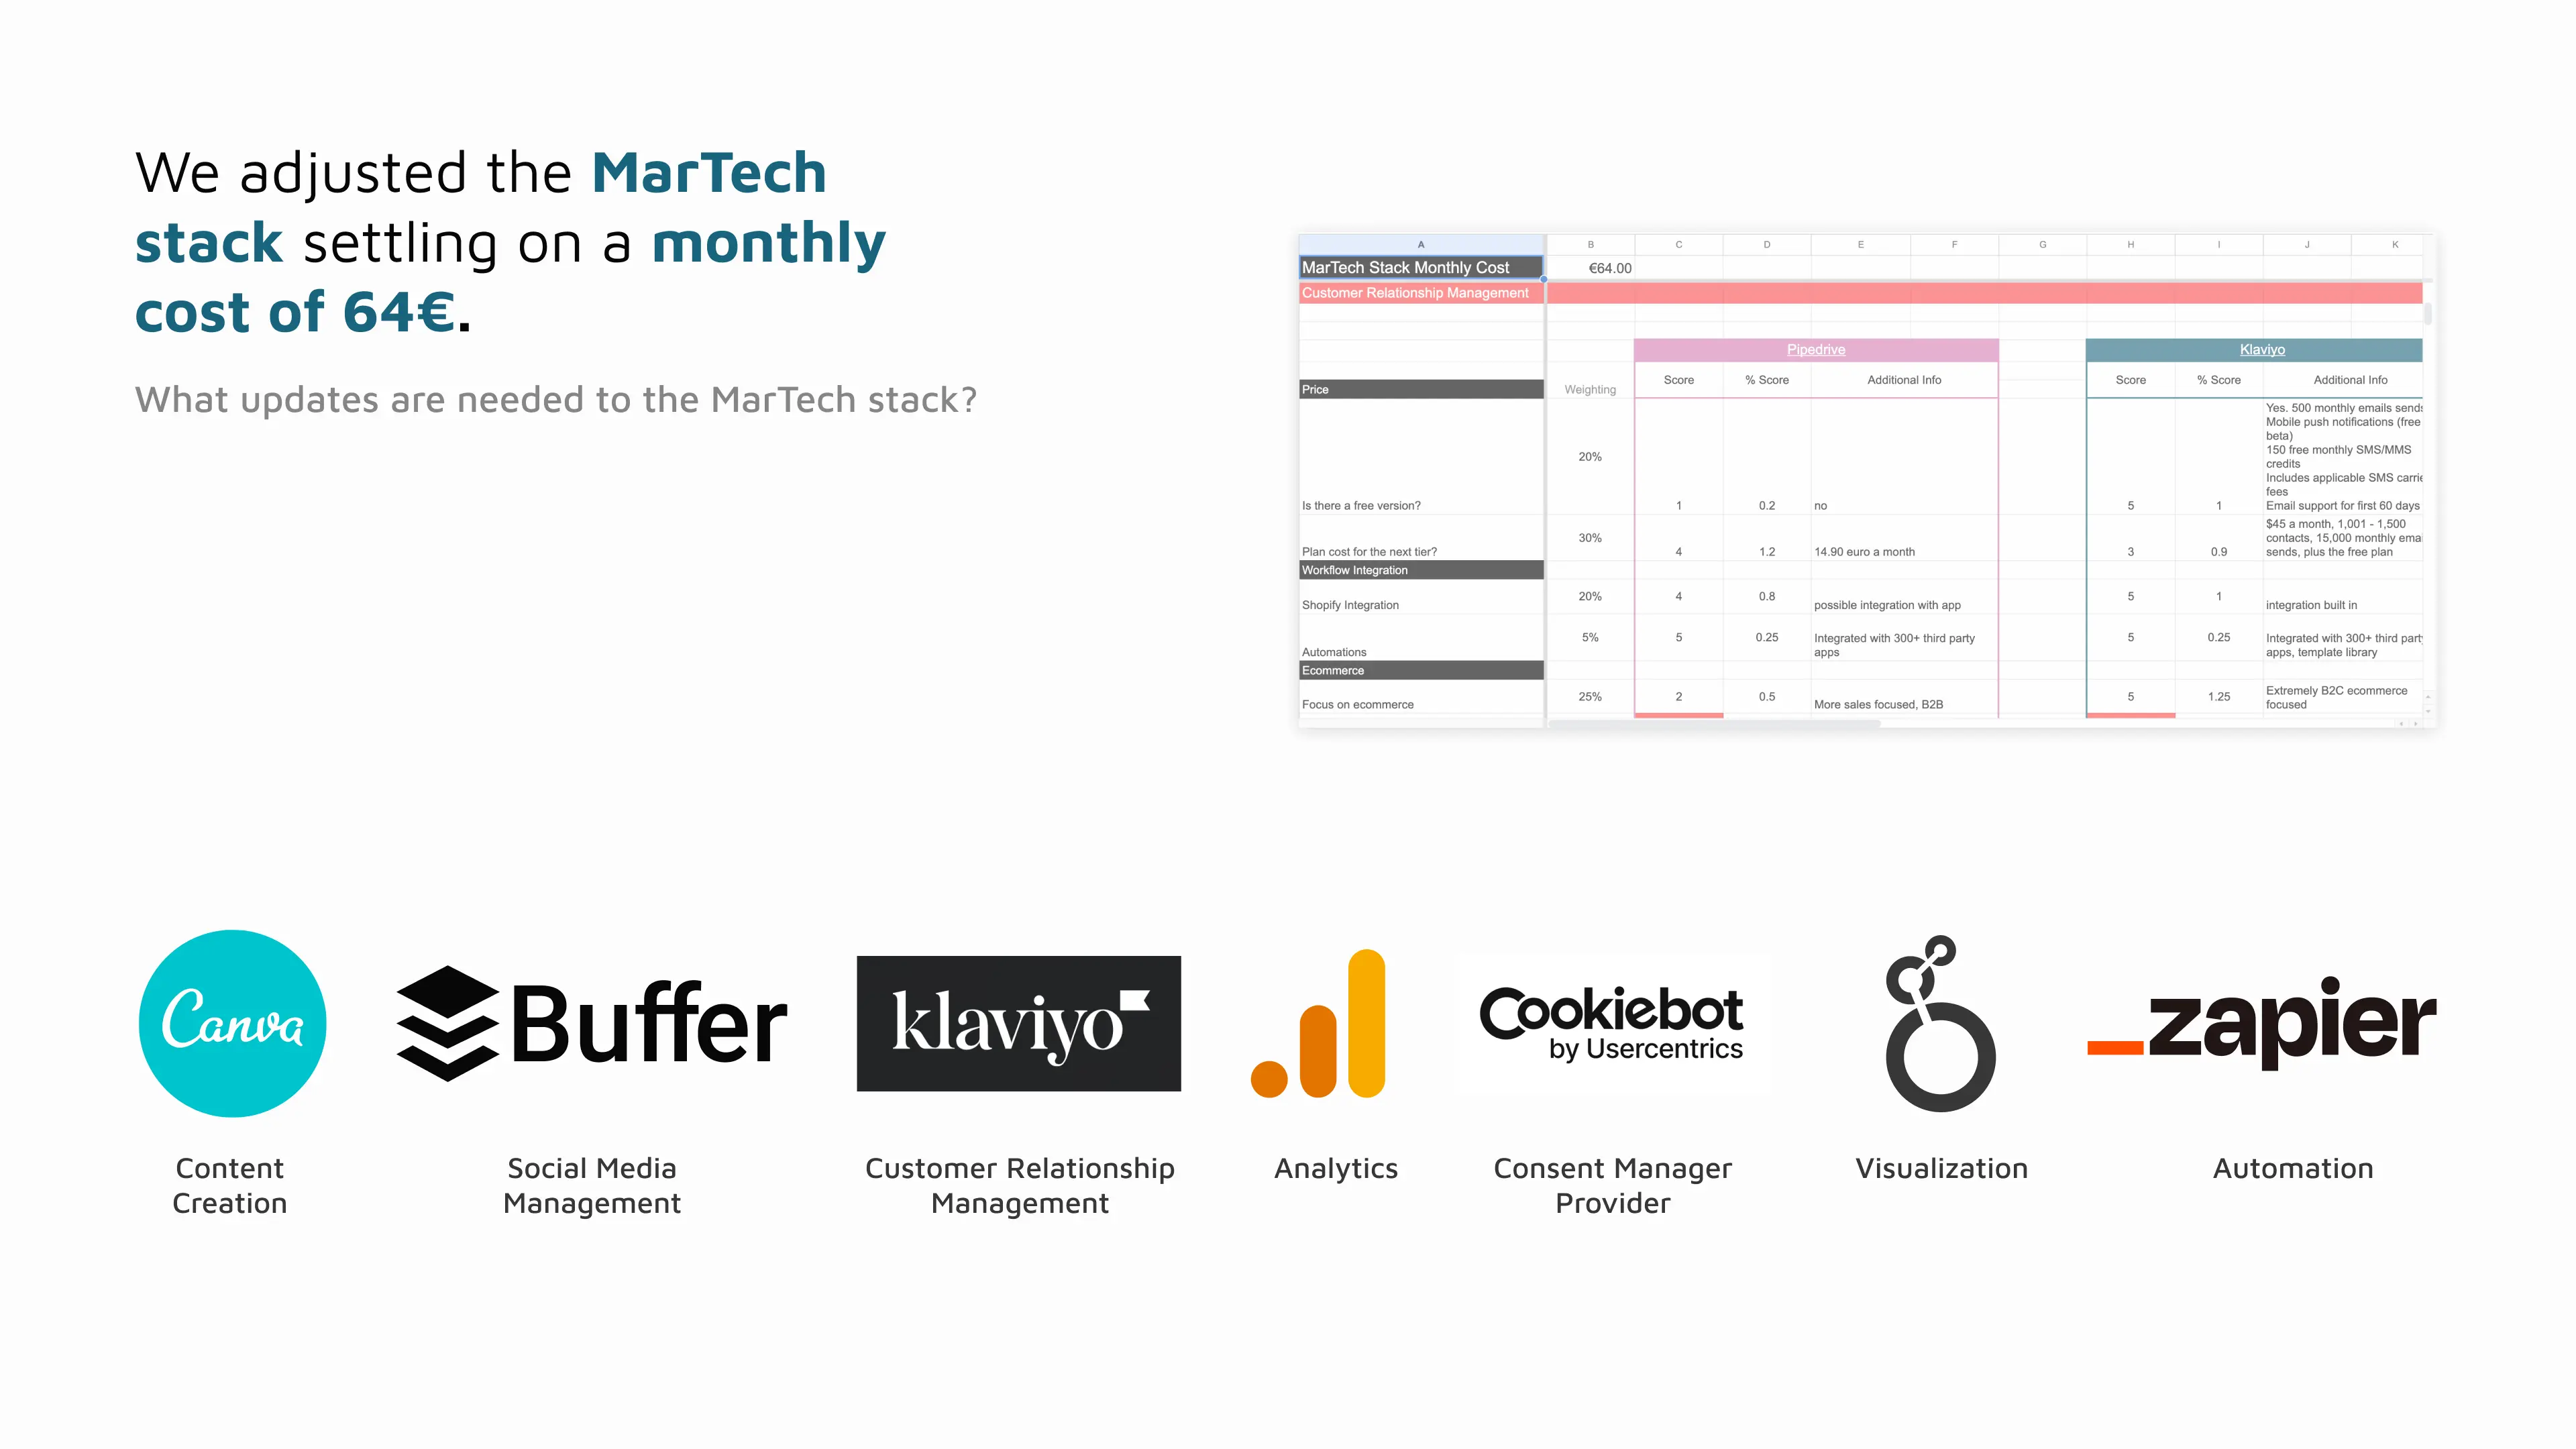 We adjusted the MarTech
stack settling on a monthly
cost of 64€.
What updates are needed to the MarTech stack?
A B C D E F G H I J K
MarTech Stack Monthly Cost €64.00
Customer Relationship Management
Pipedrive Klaviyo
Price Weighting Score % Score Additional Info Score % Score Additional Info
Yes. 500 monthly emails sends
Mobile push notifications (free
beta)
150 free monthly SMS/MMS
credits
Includes applicable SMS carrie
fees
Email support for first 60 days
20%
Is there a free version? 1 0.2 no 5 1
$45 a month, 1,001 - 1,500
contacts, 15,000 monthly emai
sends, plus the free plan
30%
Plan cost for the next tier? 4 1.2 14.90 euro a month 3 0.9
Workflow Integration
Shopify Integration 20% 4 0.8 possible integration with app 5 1 integration built in
Automations 5% 5 0.25 Integrated with 300+ third party
apps
5 0.25 Integrated with 300+ third party
apps, template library
Ecommerce
Focus on ecommerce 25% 2 0.5 More sales focused, B2B 5 1.25 Extremely B2C ecommerce
focused
Canva
Buffer
klaviyo
Cookiebot
by Usercentrics
zapier
Content
Creation
Social Media
Management
Customer Relationship
Management
Analytics
Consent Manager
Provider
Visualization
Automation